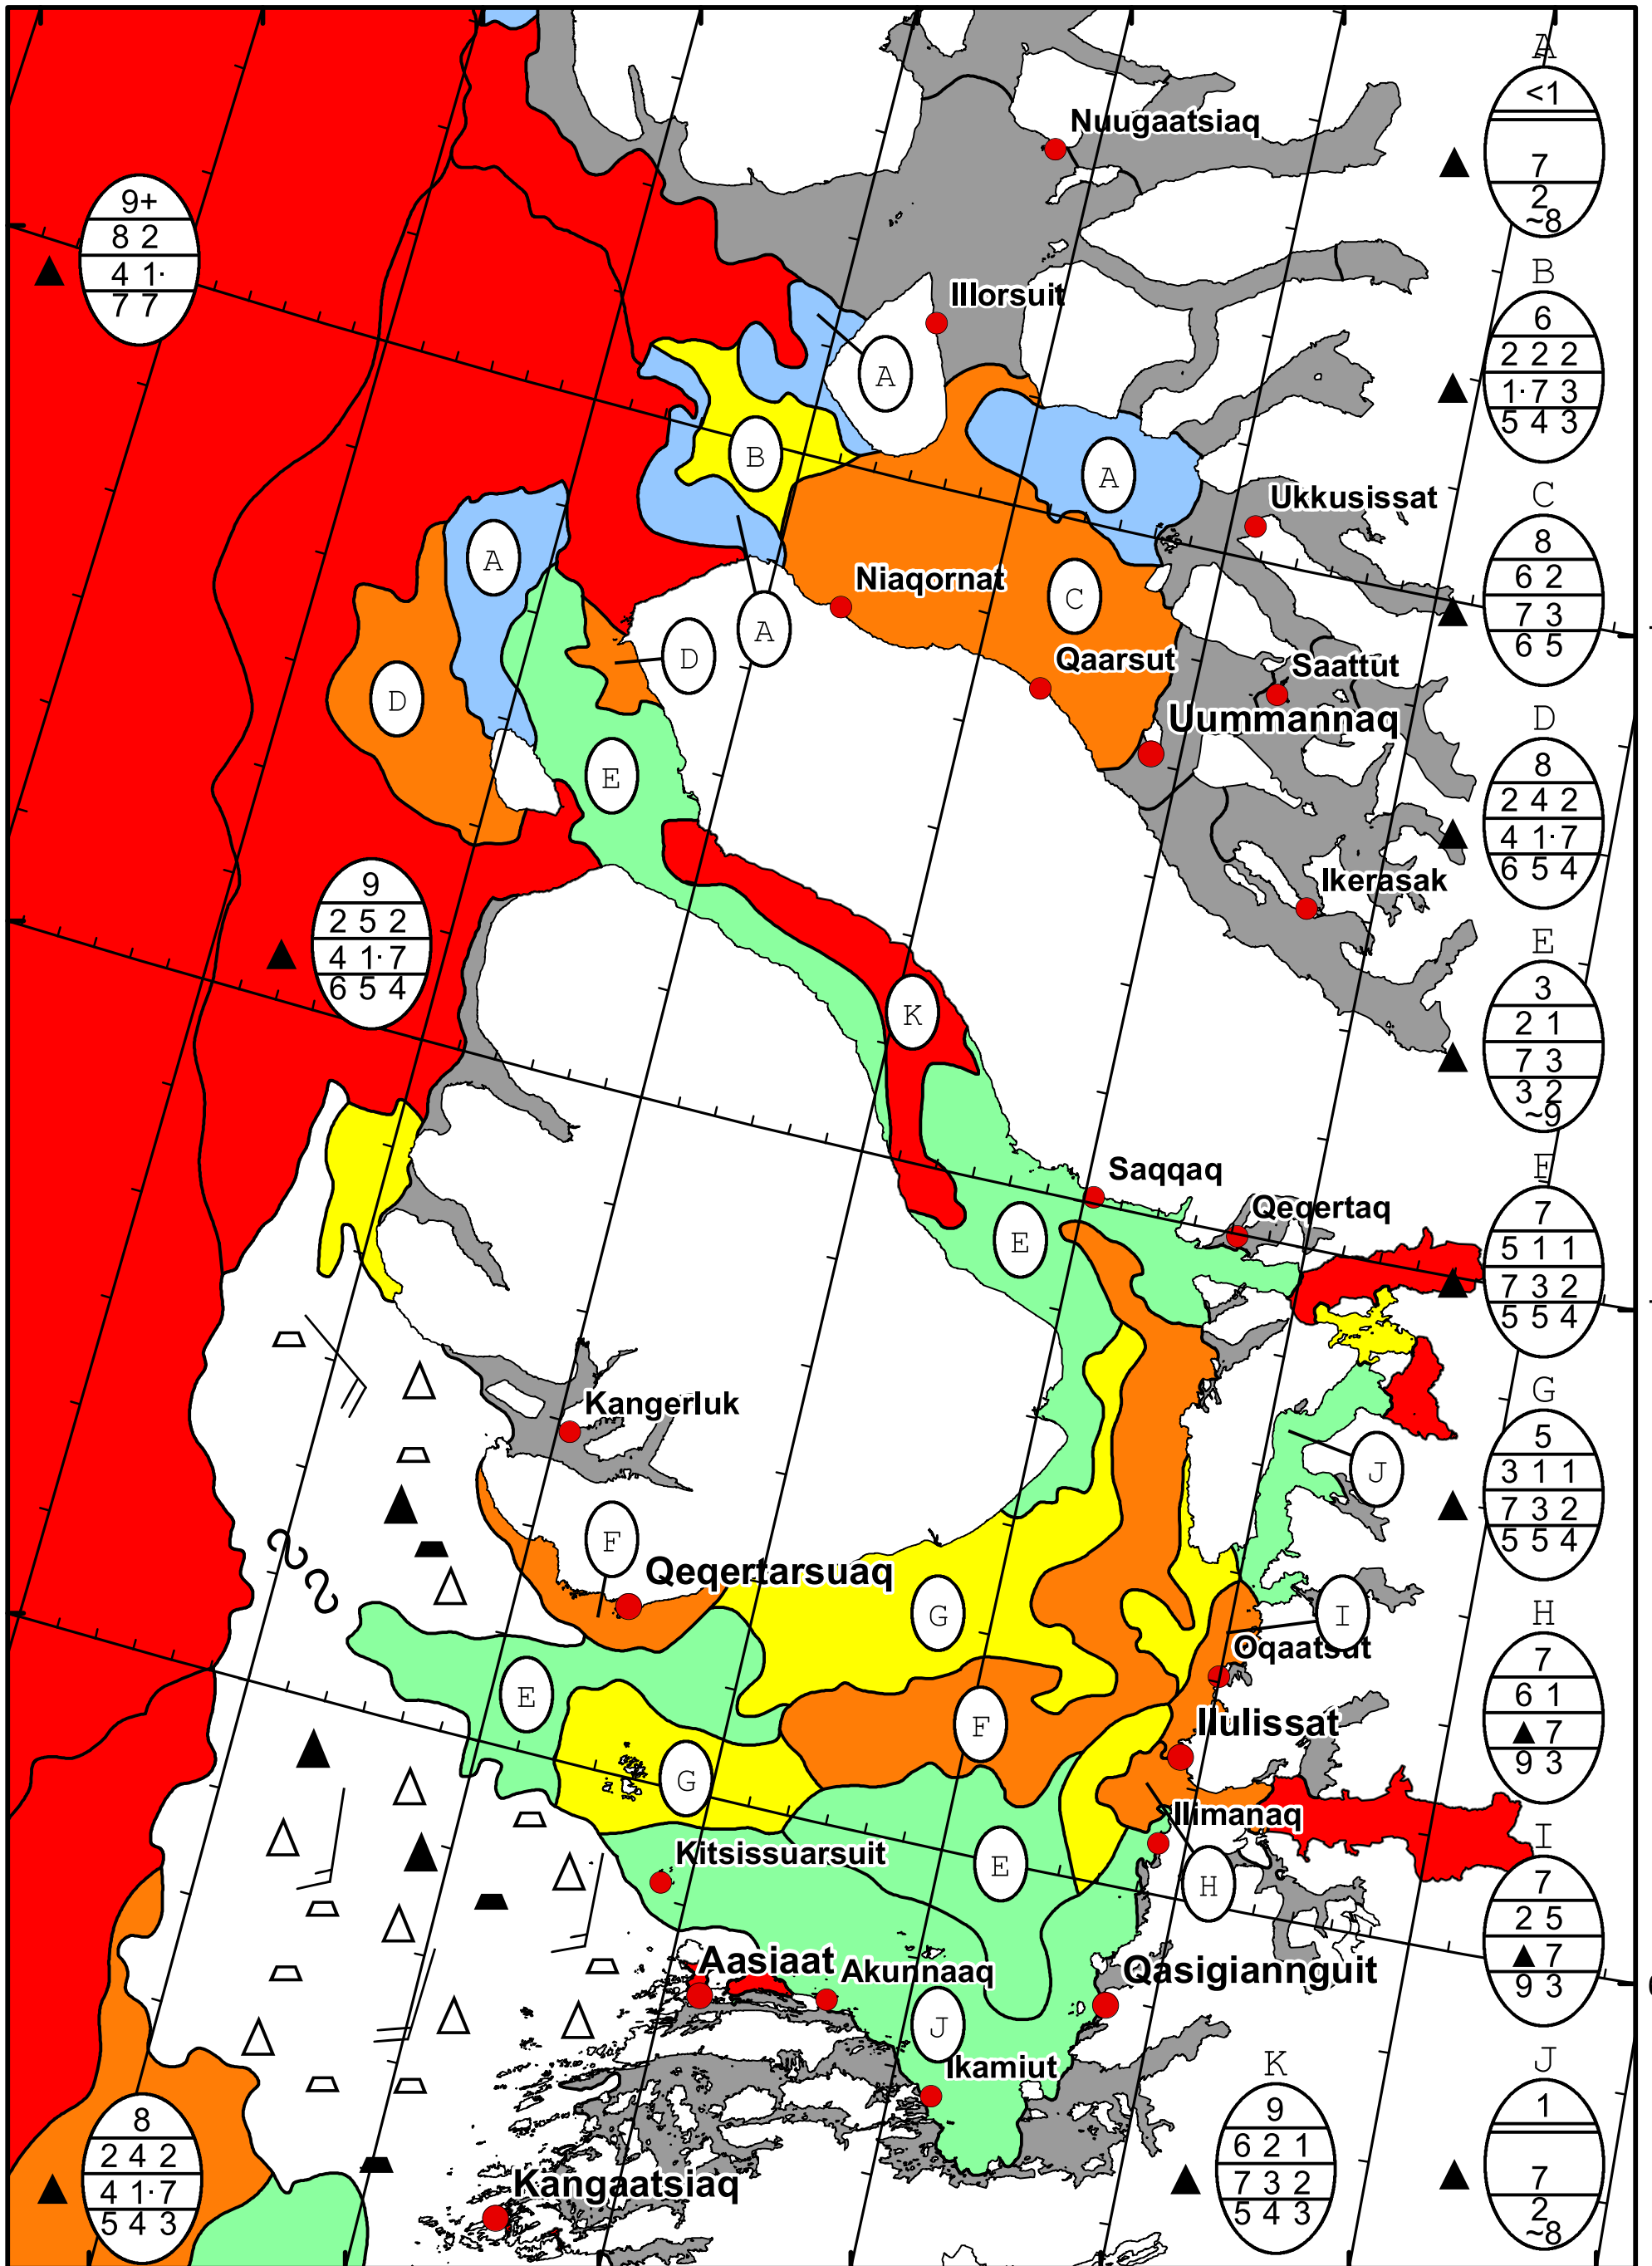 A
<1
7
2
~8
Nuugaatsiaq
9+
8 2
4 1·
7 7
B
6
2 2 2
1· 7 3
5 4 3
Illorsuit
A
B
A
Ukkusissat
C
8
6 2
7 3
6 5
A
Niaqornat
C
A
D
Qaarsut
Saattut
D
Uummannaq
D
8
2 4 2
4 1· 7
6 5 4
E
9
2 5 2
4 1· 7
6 5 4
Ikerasak
E
3
2 1
7 3
3 2
~9
K
Saqqaq
Qeqertaq
E
F
7
5 1 1
7 3 2
5 5 4
Kangerluk
J
G
5
3 1 1
7 3 2
5 5 4
F
Qeqertarsuaq
G
I
Oqaatsut
H
7
6 1
7
9 3
E
F
Ilulissat
G
Ilimanaq
Kitsissuarsuit
E
H
I
7
2 5
7
9 3
Aasiaat
Akunnaaq
Qasigiannguit
J
Ikamiut
K
9
6 2 1
7 3 2
5 4 3
J
1
7
2
~8
8
2 4 2
4 1· 7
5 4 3
Kangaatsiaq